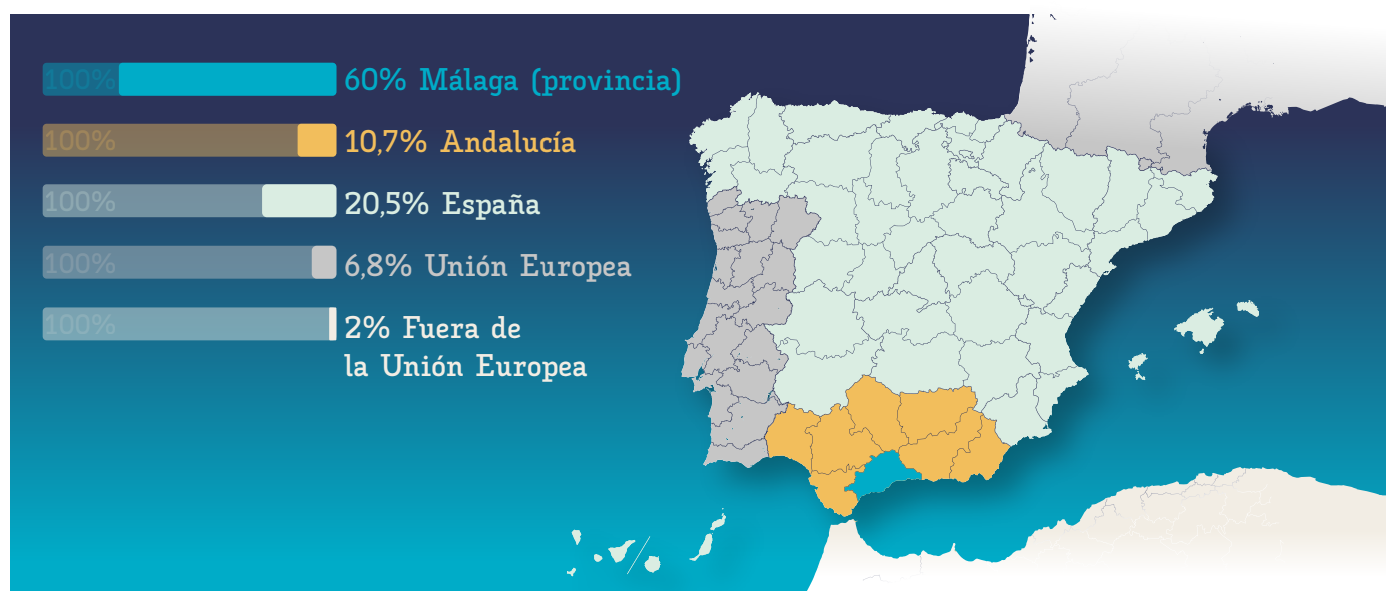 100% 60% Málaga (provincia)
100% 10,7% Andalucía
100% 20,5% España
100% 6,8% Unión Europea
100% 2% Fuera de
la Unión Europea